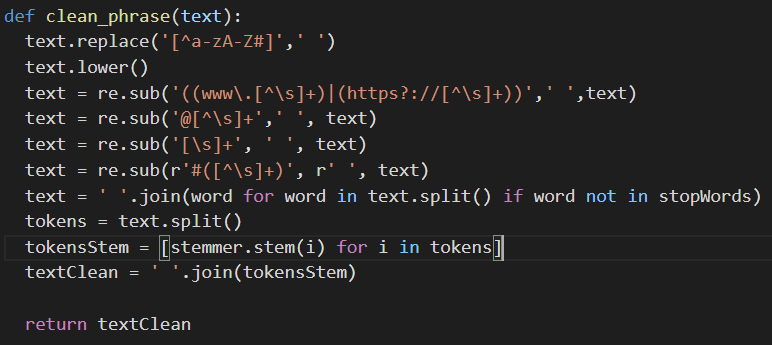 def clean_phrase(text):
  text.replace('[^a-zA-Z#]',' ')
  text.lower()
  text = re.sub('((www\.[^\s]+)|(https?://[^\s]+))',' ',text)
  text = re.sub('@[^\s]+',' ', text)
  text = re.sub('[\s]+', ' ', text)
  text = re.sub(r'#([^\s]+)', r' ', text)
  text = ' '.join(word for word in text.split() if word not in stopWords)
  tokens = text.split()
  tokensStem = [stemmer.stem(i) for i in tokens]
  textClean = ' '.join(tokensStem)

  return textClean